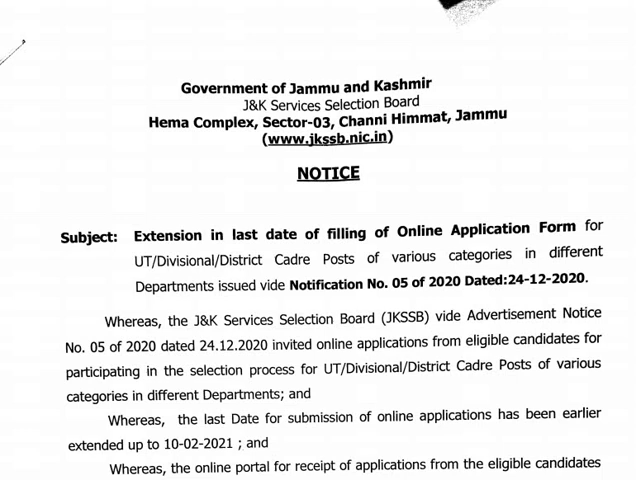 Government of Jammu and Kashmir
J&K Services Selection Board
Hema Complex, Sector-03, Channi Himmat, Jammu
(www.jkssb.nic.in)
NOTICE
Subject: Extension in last date of filling of Online Application Form for
UT/Divisional/District Cadre Posts of various categories in different
Departments issued vide Notification No. 05 of 2020 Dated:24-12-2020.
Whereas, the J&K Services Selection Board (JKSSB) vide Advertisement Notice
No. 05 of 2020 dated 24.12.2020 invited online applications from eligible candidates for
participating in the selection process for UT/Divisional/District Cadre Posts of various
categories in different Departments; and
Whereas, the last Date for submission of online applications has been earlier
extended up to 10-02-2021 ; and
Whereas, the online portal for receipt of applications from the eligible candidates